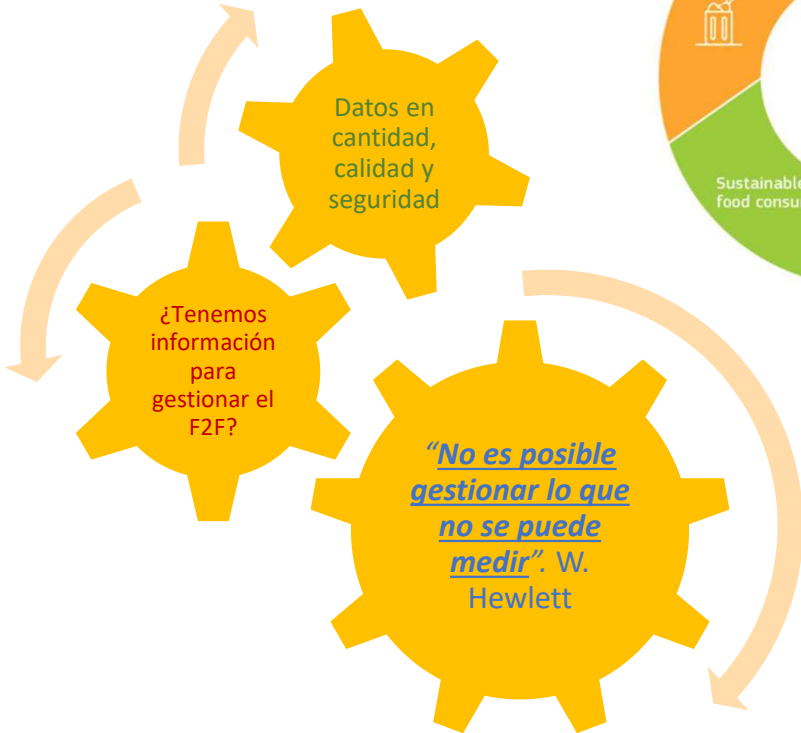 Datos en
cantidad,
calidad y
seguridad
Sustainable
food consu
¿Tenemos
información
para
gestionar el
F2F?
“No es posible
gestionar lo que
no se puede
medir”. W.
Hewlett